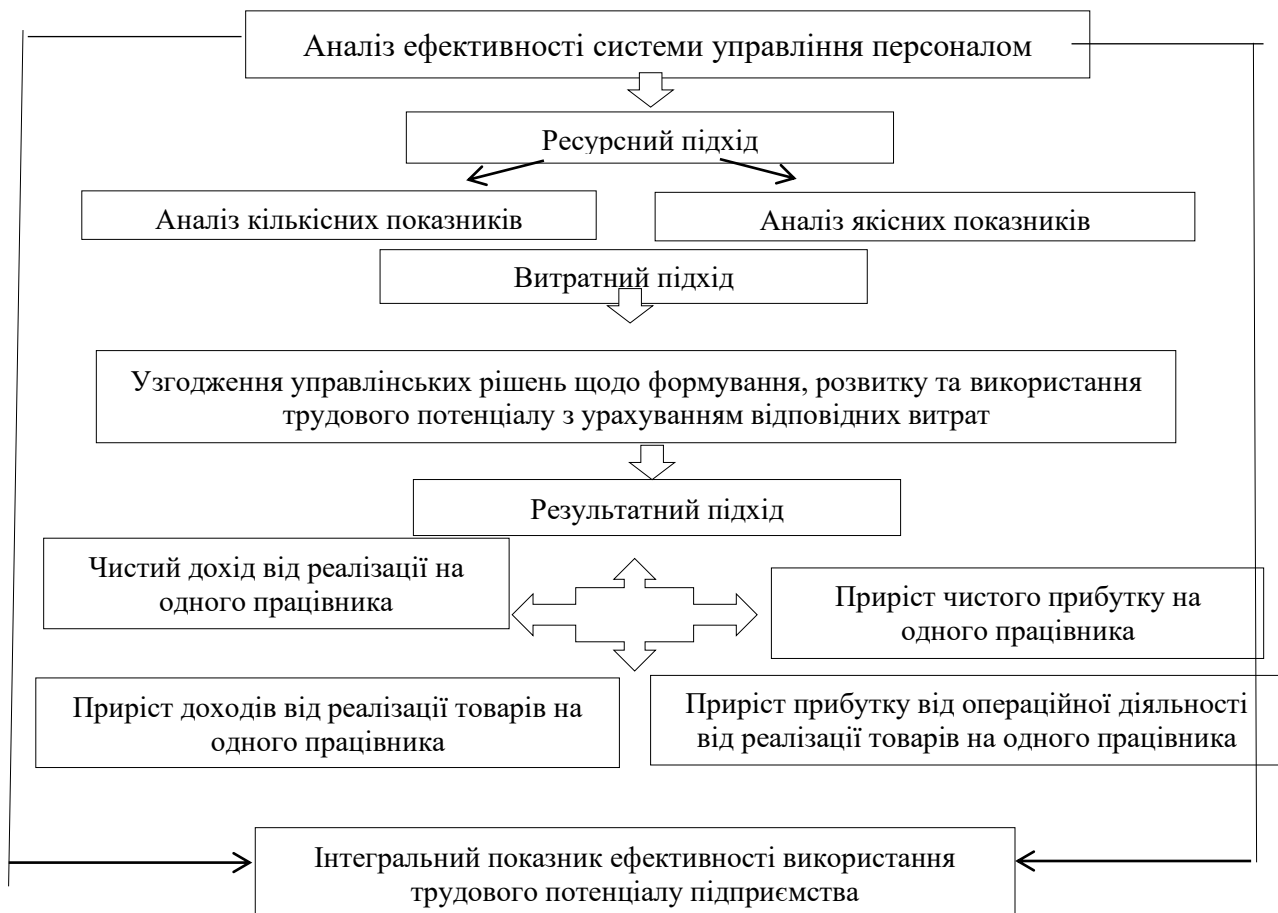 Аналіз ефективності системи управління персоналом
Ресурсний підхід
Аналіз кількісних показників
Аналіз якісних показників
Витратний підхід
Узгодження управлінських рішень щодо формування, розвитку та використання
трудового потенціалу з урахуванням відповідних витрат
Результатний підхід
Чистий дохід від реалізації на
одного працівника
Приріст чистого прибутку на
одного працівника
Приріст доходів від реалізації товарів на
одного працівника
Приріст прибутку від операційної діяльності
від реалізації товарів на одного працівника
Інтегральний показник ефективності використання
трудового потенціалу підприємства